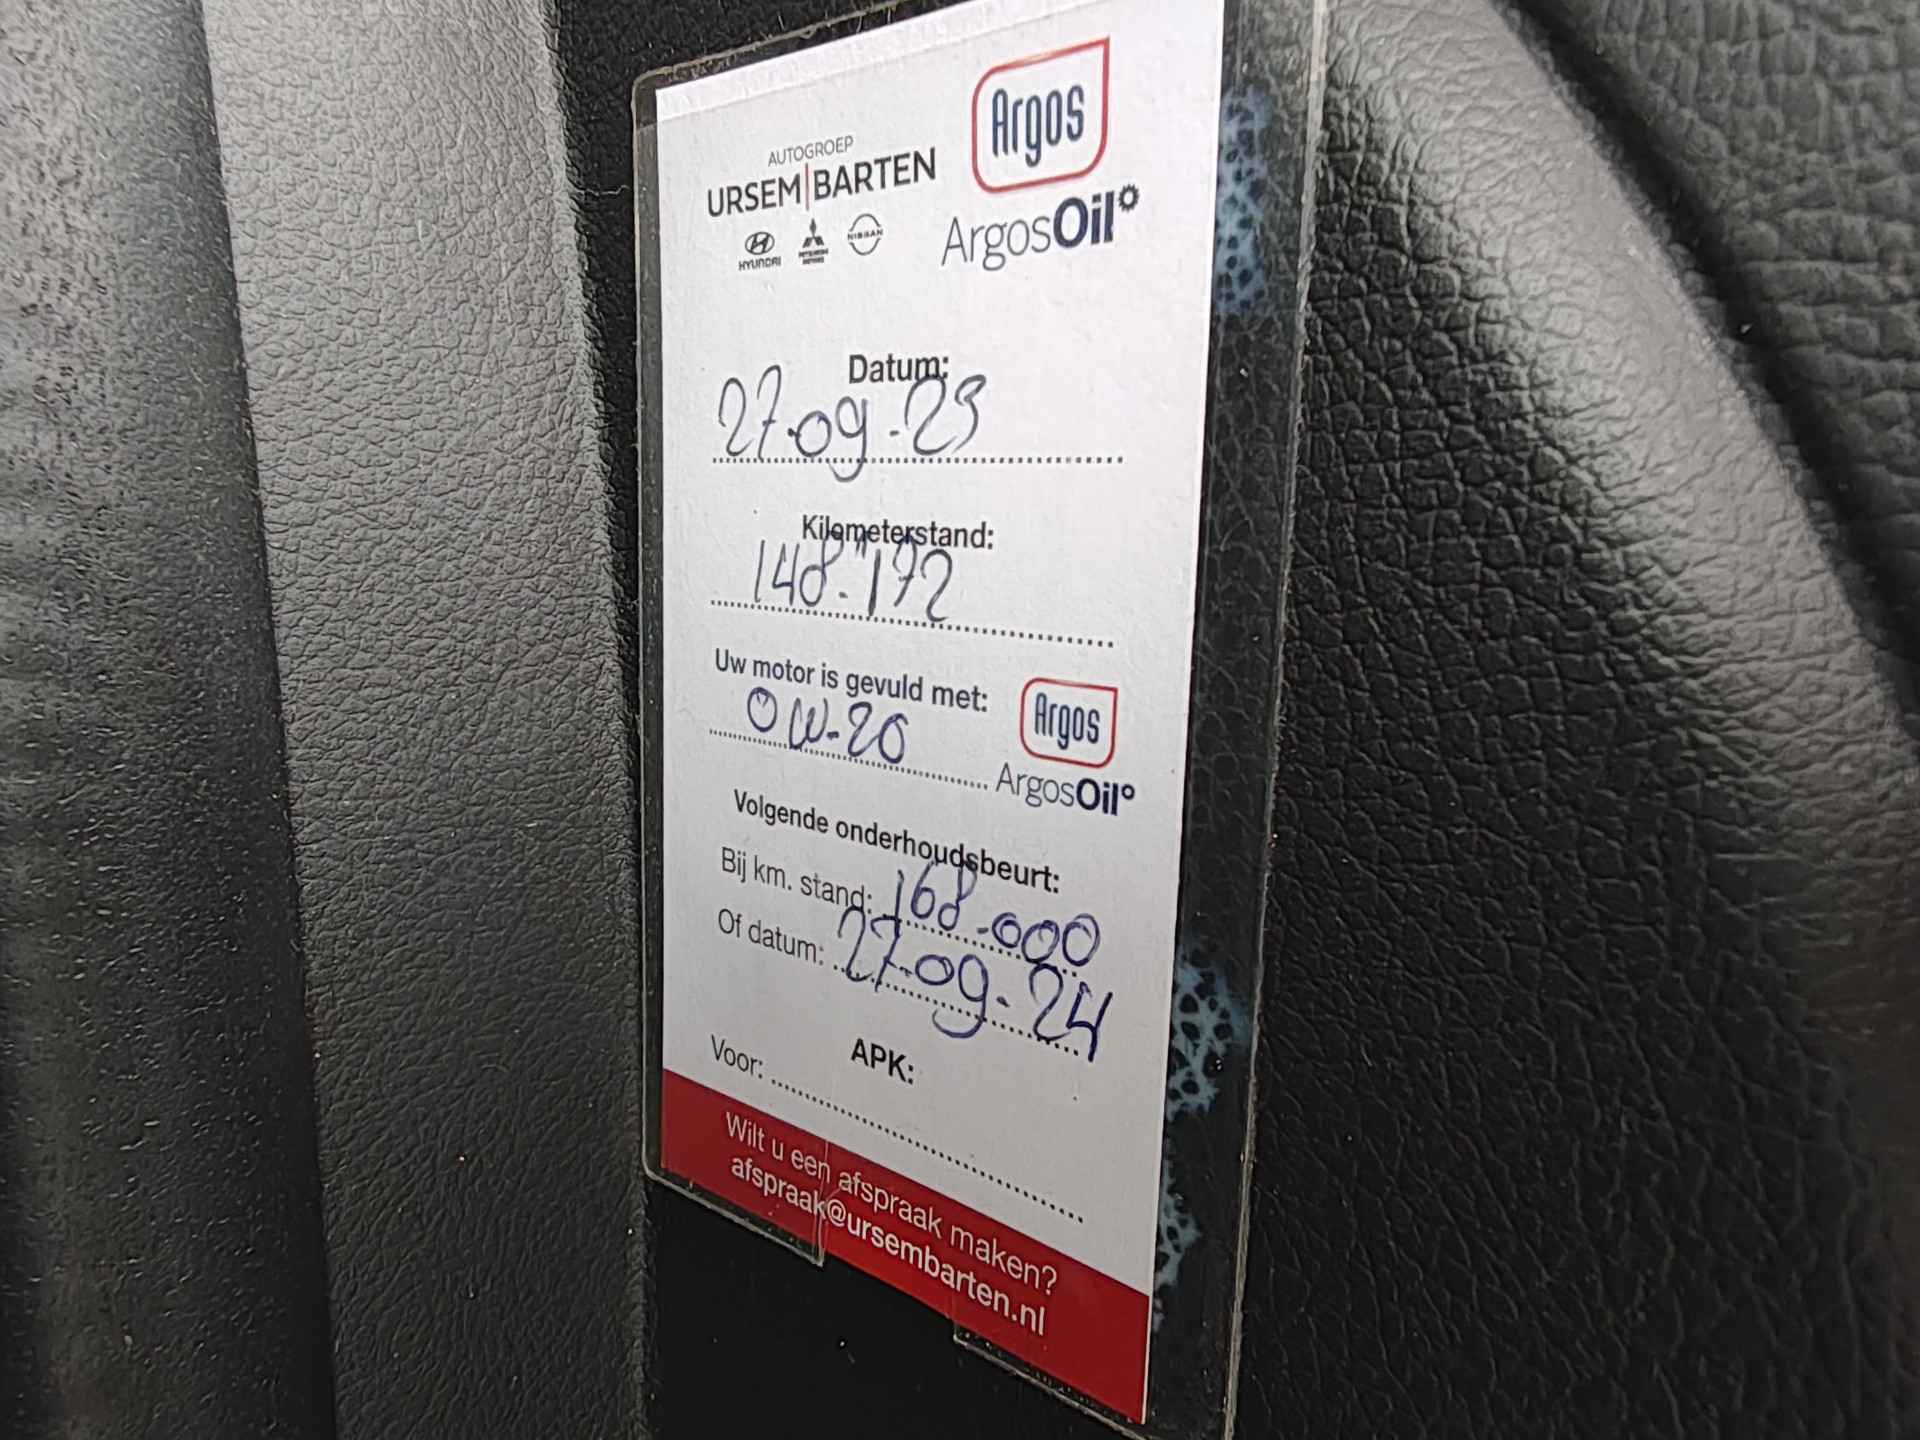 AUTOGROEP
URSEM|BARTEN
HYUNDAI MITSUBISHI MOTORS NISSAN
Argos
ArgosOil
Datum:
27-09-23
Kilometerstand:
148.172
Uw motor is gevuld met:
0W-20
Argos
ArgosOil
Volgende onderhoudsbeurt:
Bij km. stand: 168.000
Of datum: 27-09-24
APK:
Voor:
Wilt u een afspraak maken?
afspraak@ursembarten.nl